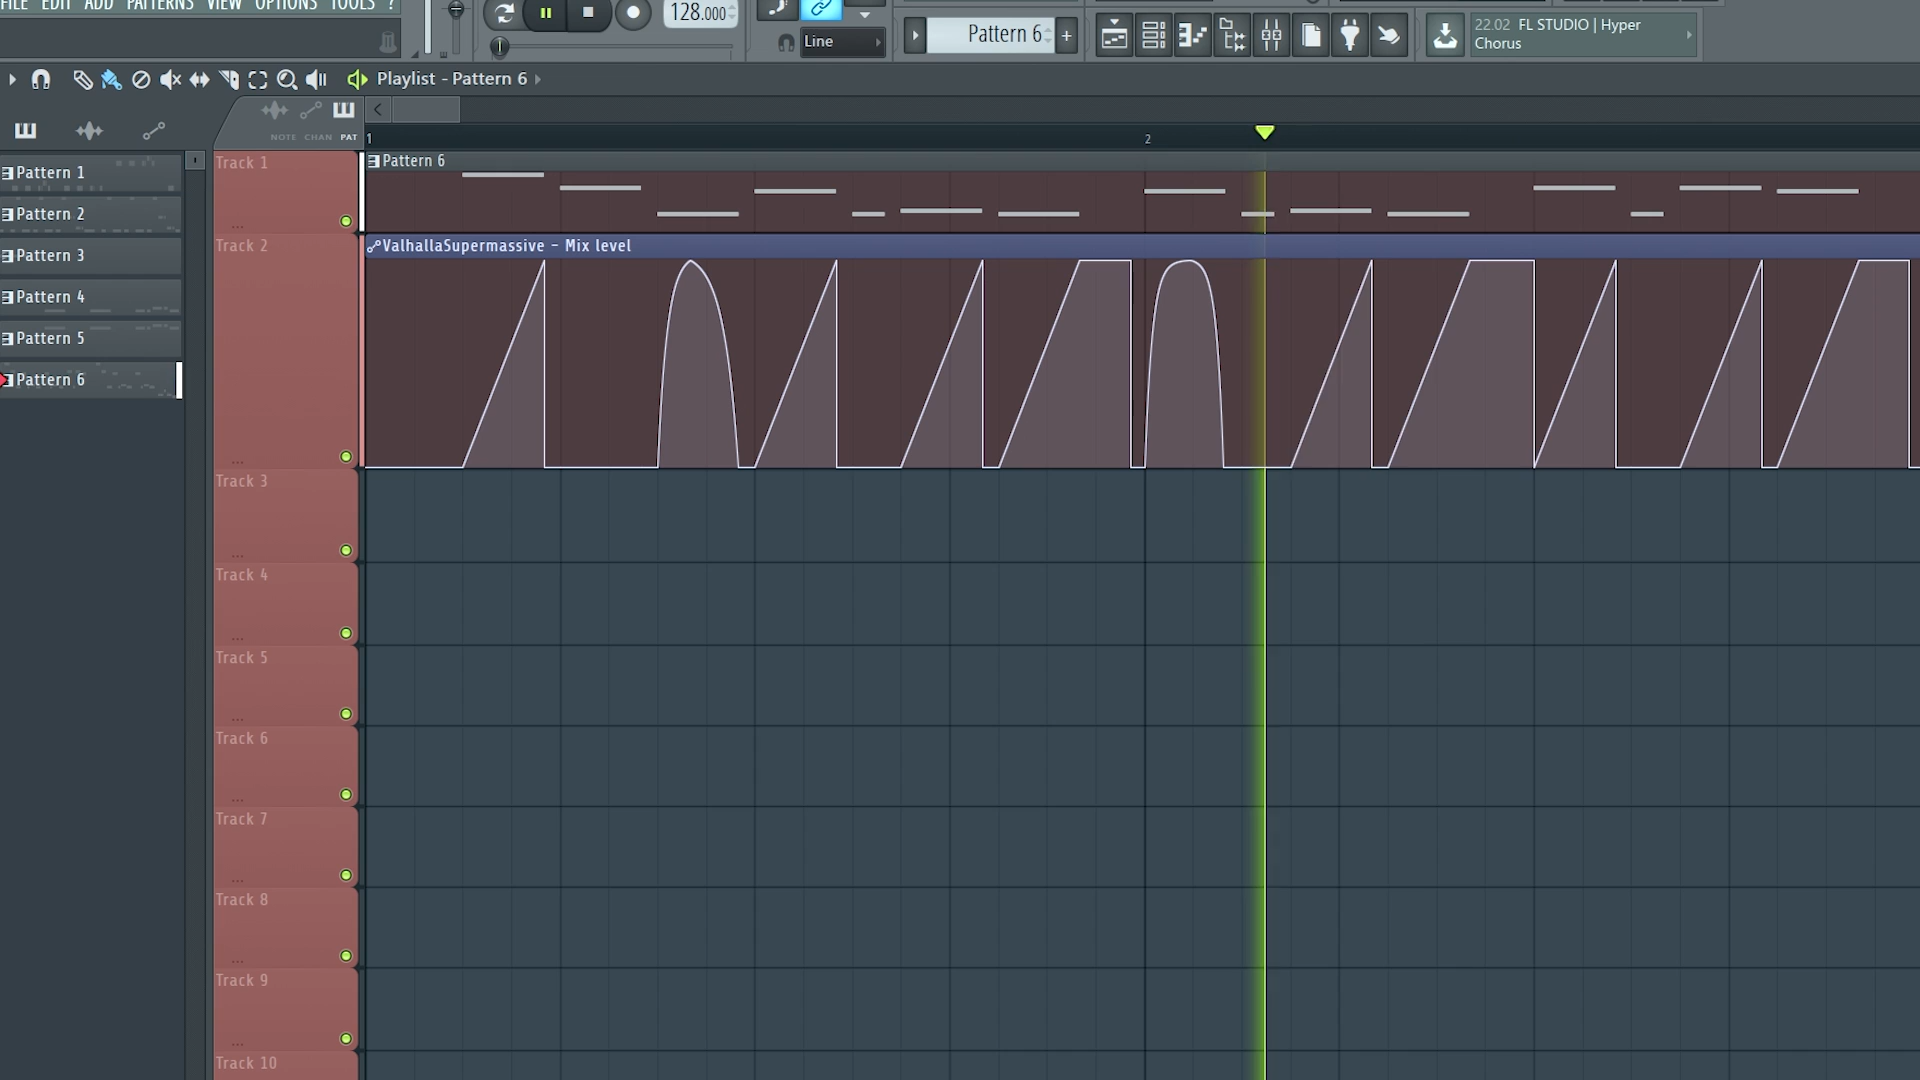 FILE EDIT ADD PATTERNS VIEW OPTIONS TOOLS ?
128.000
Line
Pattern 6
+
22.02 FL STUDIO | Hyper
Chorus
Playlist - Pattern 6
NOTE CHAN PAT
1
2
Pattern 1
Pattern 2
Pattern 3
Pattern 4
Pattern 5
Pattern 6
Track 1
Pattern 6
Track 2
ValhallaSupermassive - Mix level
Track 3
Track 4
Track 5
Track 6
Track 7
Track 8
Track 9
Track 10